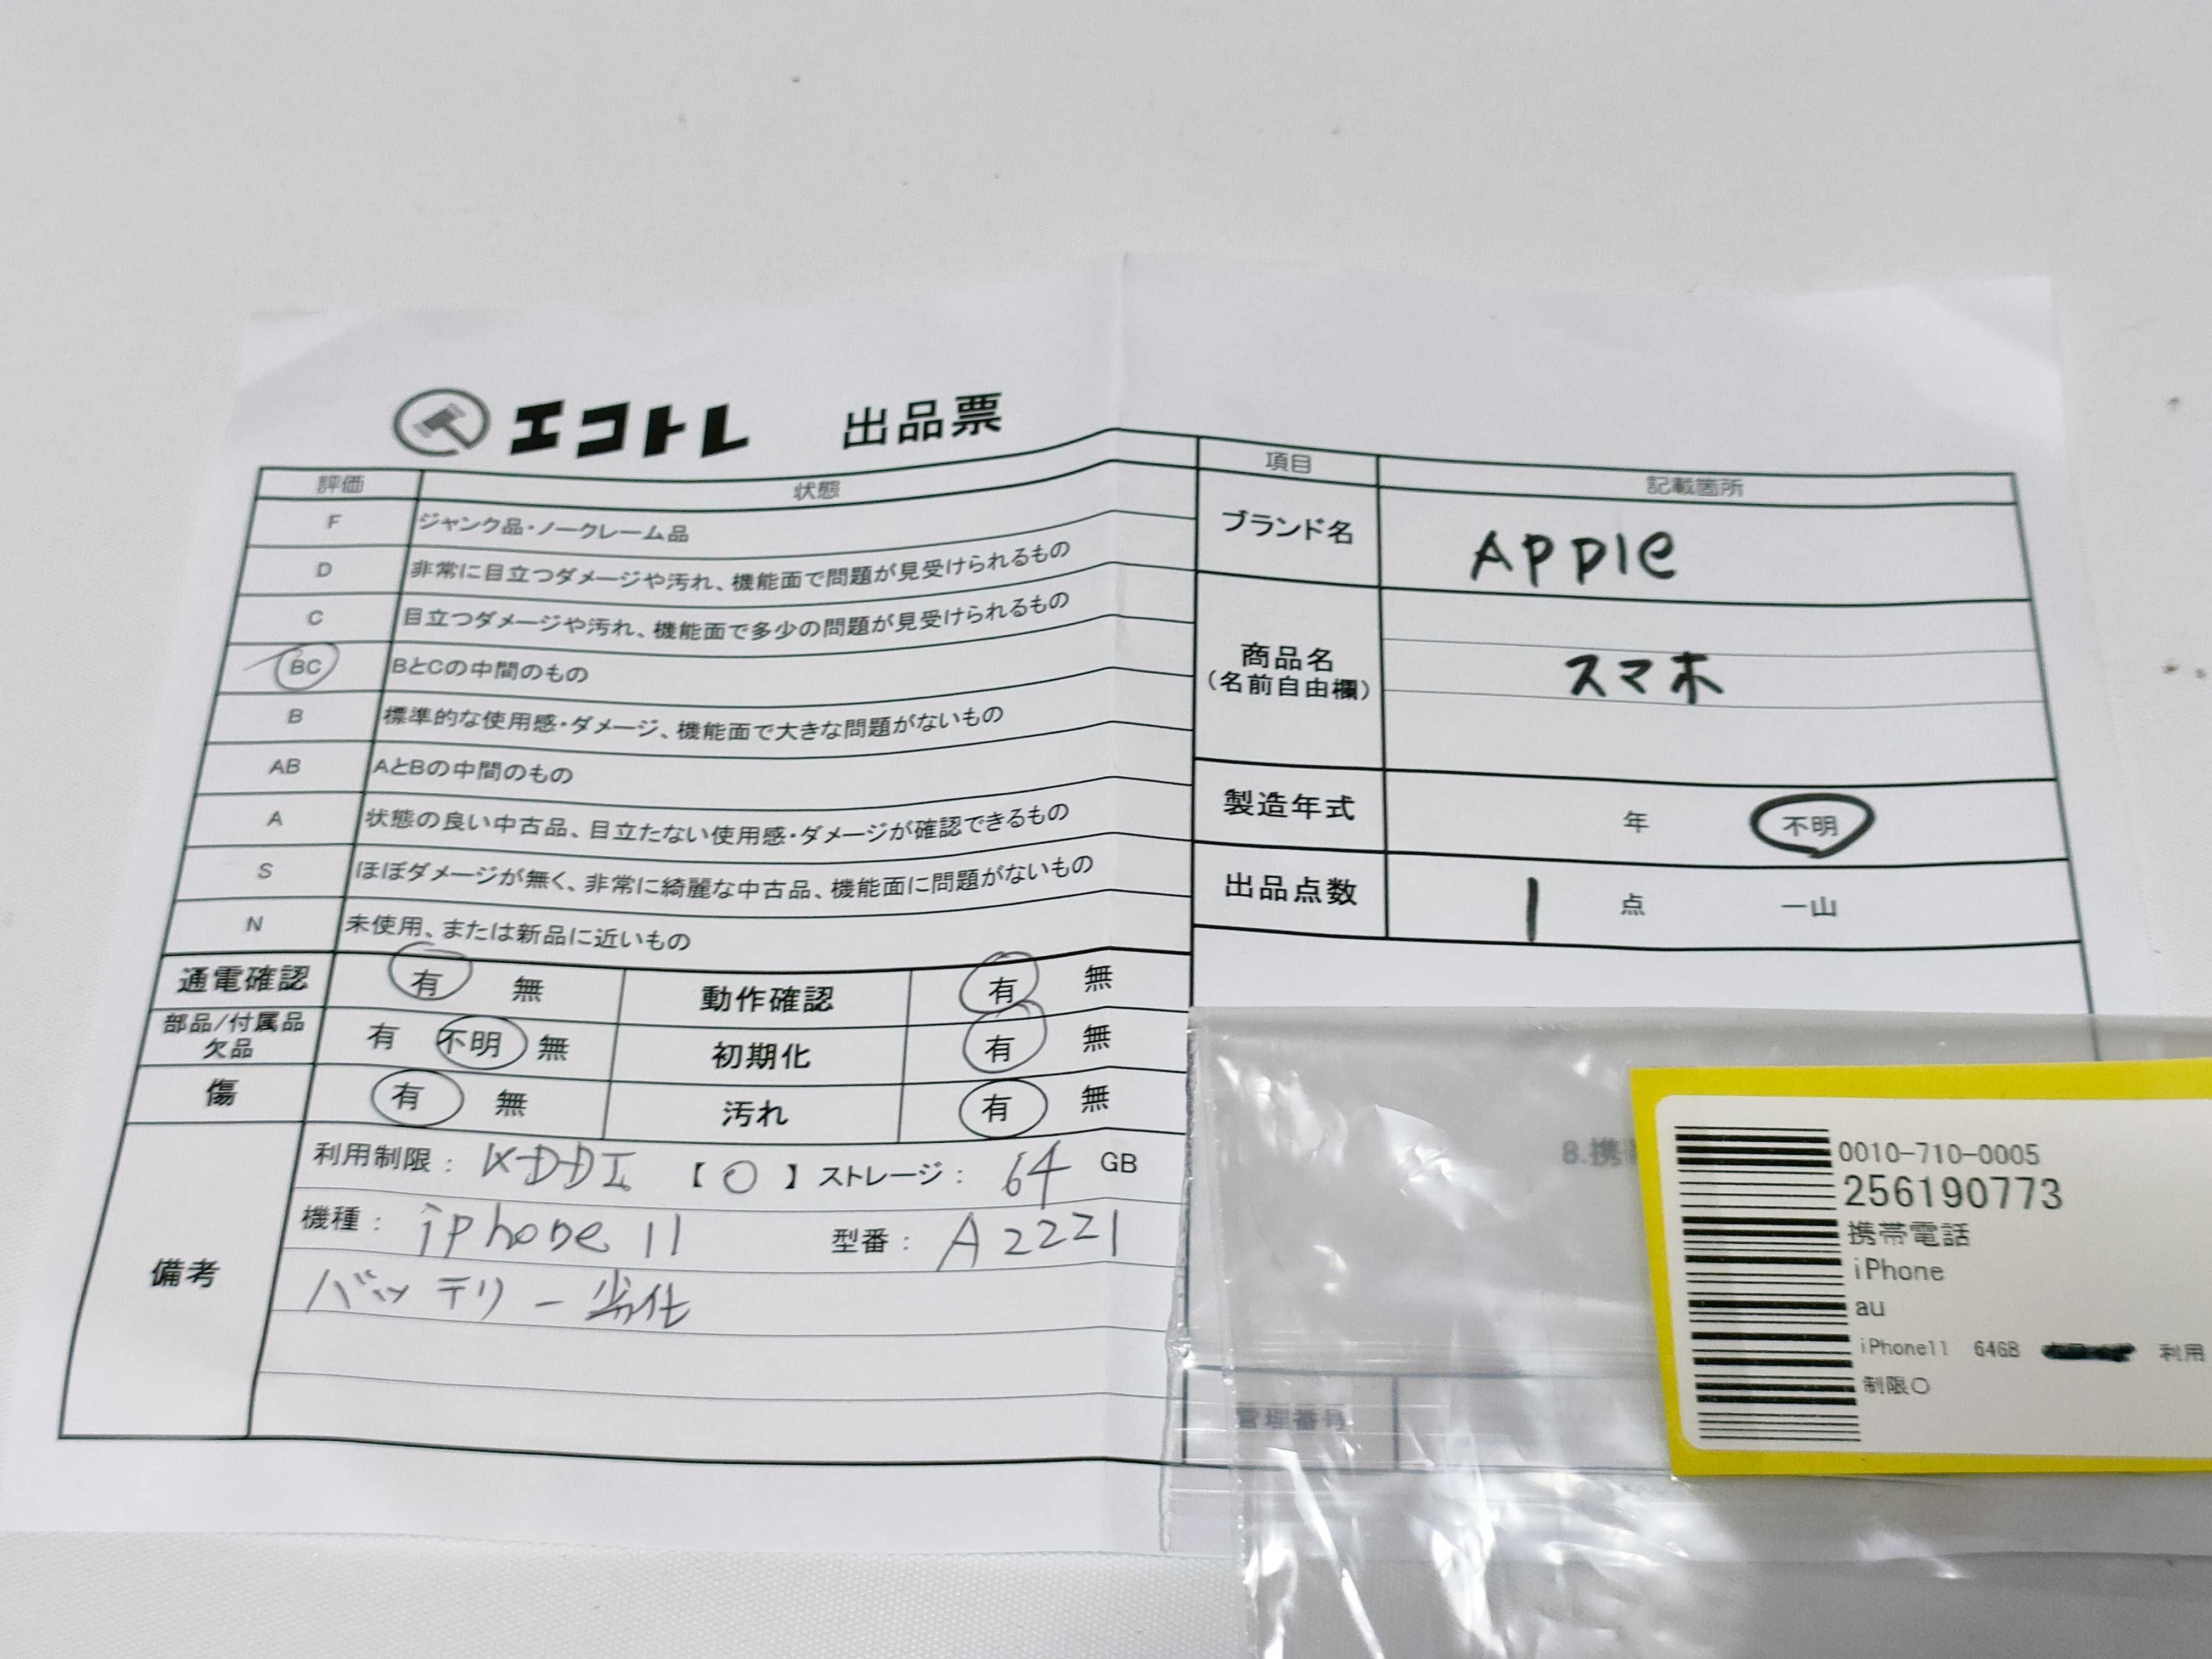 エコトレ 出品票
評価 状態
F ジャンク品・ノークレーム品
D 非常に目立つダメージや汚れ、機能面で問題が見受けられるもの
C 目立つダメージや汚れ、機能面で多少の問題が見受けられるもの
BC BとCの中間のもの
B 標準的な使用感・ダメージ、機能面で大きな問題がないもの
AB AとBの中間のもの
A 状態の良い中古品、目立たない使用感・ダメージが確認できるもの
S ほぼダメージが無く、非常に綺麗な中古品、機能面に問題がないもの
N 未使用、または新品に近いもの
通電確認 有 無 動作確認 有 無
部品/付属品
欠品 有 不明 無 初期化 有 無
傷 有 無 汚れ 有 無
備考
利用制限： KDDI 【〇】 ストレージ： 64 GB
機種： iphone 11 型番： A2221
バッテリー劣化
項目 記載箇所
ブランド名 Apple
商品名
（名前自由欄） スマホ
製造年式 年 不明
出品点数 1 点 一山
8.携
管理番号
0010-710-0005
256190773
携帯電話
iPhone
au
iPhone11 64GB 利用
制限〇